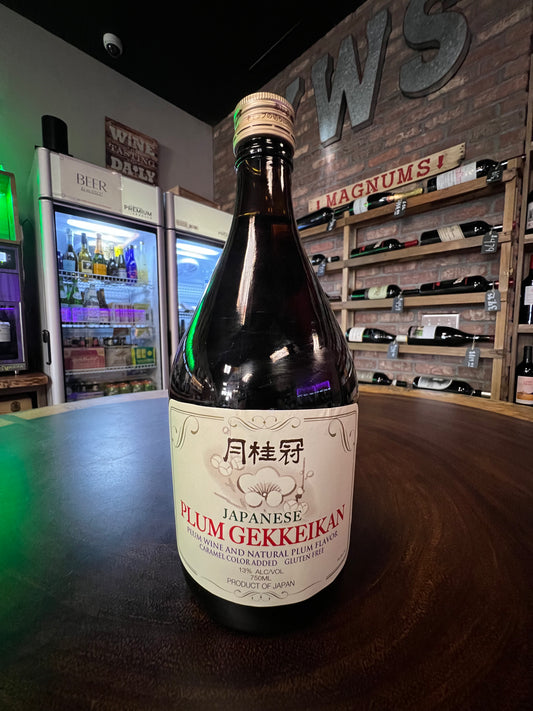 YWS
WINE
TASTING
DAILY
BEER
PREMIUM
! MAGNUMS !
月桂冠
JAPANESE
PLUM GEKKEIKAN
PLUM WINE AND NATURAL PLUM FLAVOR
CARAMEL COLOR ADDED GLUTEN FREE
13% ALC/VOL
750ML
PRODUCT OF JAPAN